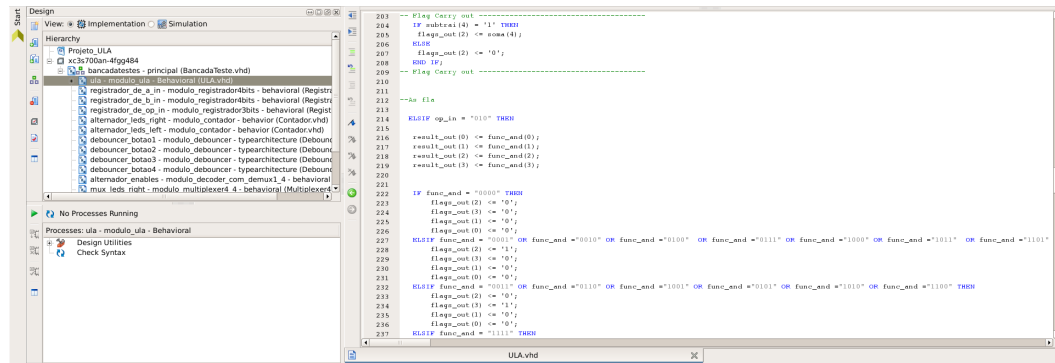 Start
Design
View: Implementation Simulation
Hierarchy
Projeto_ULA
xc3s700an-4fgg484
bancadatestes - principal (BancadaTeste.vhd)
ula - modulo_ula - Behavioral (ULA.vhd)
registrador_de_a_in - modulo_registrador4bits - behavioral (Registra
registrador_de_b_in - modulo_registrador4bits - behavioral (Registra
registrador_de_op_in - modulo_registrador3bits - behavioral (Regist
alternador_leds_right - modulo_contador - behavior (Contador.vhd)
alternador_leds_left - modulo_contador - behavior (Contador.vhd)
debouncer_botao1 - modulo_debouncer - typearchitecture (Debound
debouncer_botao2 - modulo_debouncer - typearchitecture (Debound
debouncer_botao3 - modulo_debouncer - typearchitecture (Debound
debouncer_botao4 - modulo_debouncer - typearchitecture (Debound
alternador_enables - modulo_decoder_com_demux1_4 - behavioral
mux_leds_right - modulo_multiplexer4_4 - behavioral (Multiplexer4
No Processes Running
Processes: ula - modulo_ula - Behavioral
Design Utilities
Check Syntax
203 -- Flag Carry out ----------------------------------
204 IF subtrai(4) = '1' THEN
205 flags_out(2) <= soma(4);
206 ELSE
207 flags_out(2) <= '0';
208 END IF;
209 -- Flag Carry out ----------------------------------
210
211
212 --As fla
213
214 ELSIF op_in = "010" THEN
215
216 result_out(0) <= func_and(0);
217 result_out(1) <= func_and(1);
218 result_out(2) <= func_and(2);
219 result_out(3) <= func_and(3);
220
221
222 IF func_and = "0000" THEN
223 flags_out(2) <= '0';
224 flags_out(3) <= '0';
225 flags_out(1) <= '0';
226 flags_out(0) <= '0';
227 ELSIF func_and = "0001" OR func_and ="0010" OR func_and ="0100" OR func_and ="0111" OR func_and ="1000" OR func_and ="1011" OR func_and ="1101"
228 flags_out(2) <= '1';
229 flags_out(3) <= '0';
230 flags_out(1) <= '0';
231 flags_out(0) <= '0';
232 ELSIF func_and = "0011" OR func_and ="0110" OR func_and ="1001" OR func_and ="0101" OR func_and ="1010" OR func_and ="1100" THEN
233 flags_out(2) <= '0';
234 flags_out(3) <= '1';
235 flags_out(1) <= '0';
236 flags_out(0) <= '0';
237 ELSIF func_and = "1111" THEN
ULA.vhd